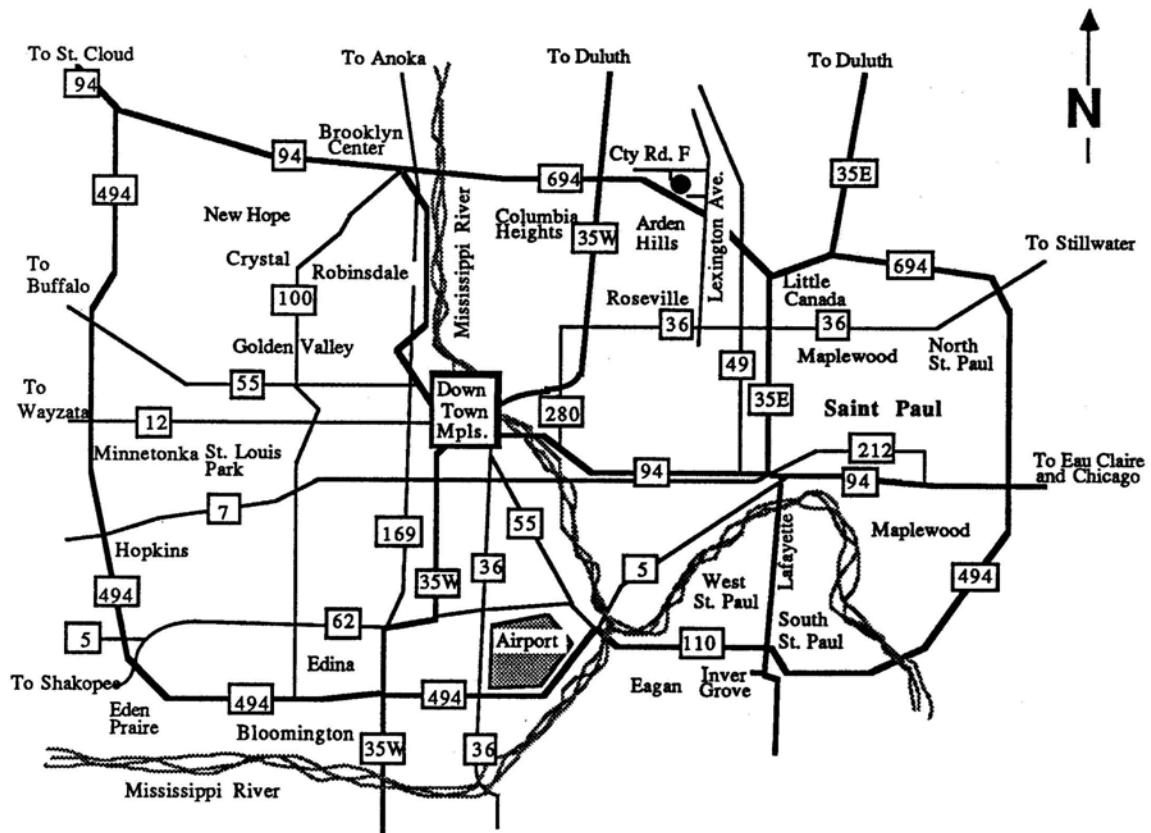 To St. Cloud
To Anoka
To Duluth
To Duluth
N
94
Brooklyn
Center
94
694
Cty Rd. F
35E
494
New Hope
Mississippi River
Columbia
Heights
35W
Arden
Hills
Lexington Ave.
To Stillwater
To
Buffalo
Crystal
Robinsdale
694
100
Roseville
Little
Canada
36
36
Golden Valley
Maplewood
North
St. Paul
55
49
To
Wayzata
12
Down
Town
Mpls.
280
35E
Saint Paul
Minnetonka
St. Louis
Park
212
94
94
To Eau Claire
and Chicago
7
55
169
Maplewood
Hopkins
36
5
35W
West
St. Paul
Lafayette
494
494
62
5
Airport
110
South
St. Paul
Edina
To Shakopee
Eagan
Inver
Grove
Eden
Praire
494
494
Bloomington
35W
36
Mississippi River